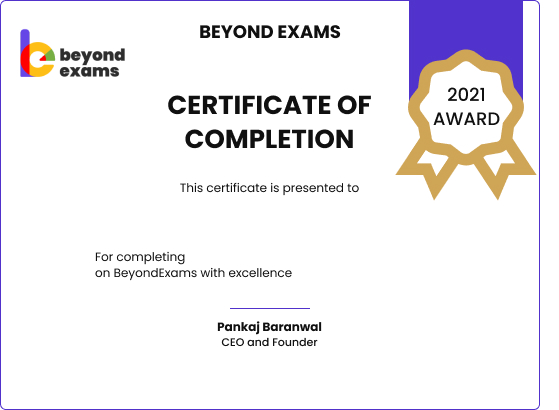 BEYOND EXAMS
beyond
exams
2021
AWARD
CERTIFICATE OF
COMPLETION
This certificate is presented to
For completing
on BeyondExams with excellence
Pankaj Baranwal
CEO and Founder